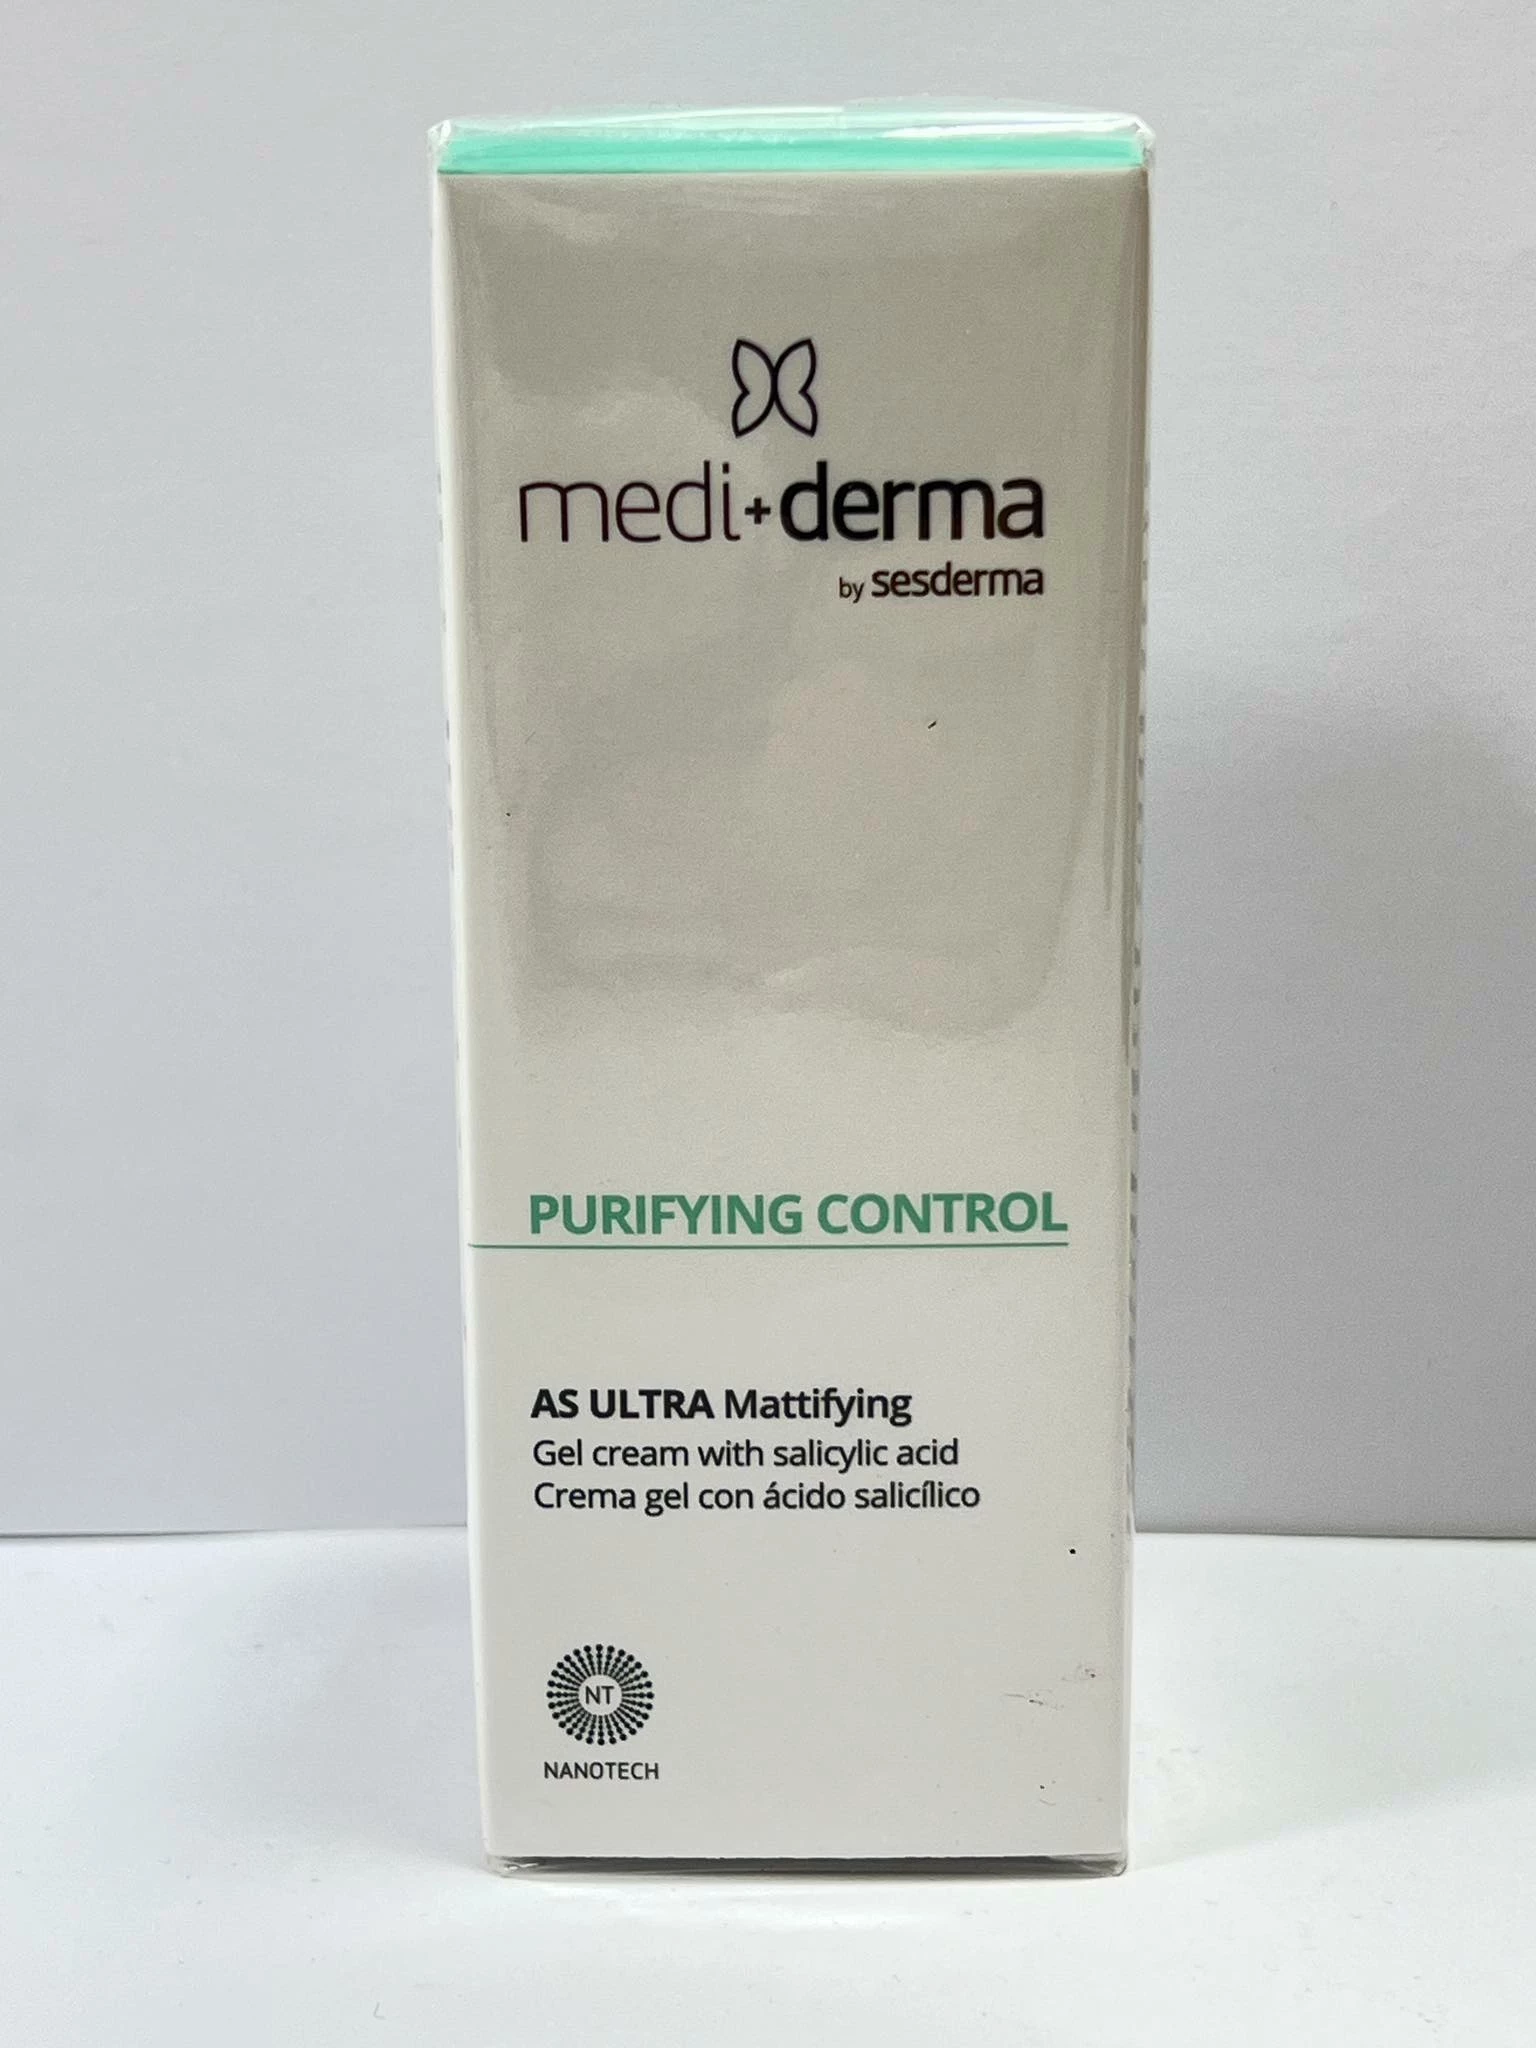 medi+derma
by sesderma
PURIFYING CONTROL
AS ULTRA Mattifying
Gel cream with salicylic acid
Crema gel con ácido salicílico
NT
NANOTECH